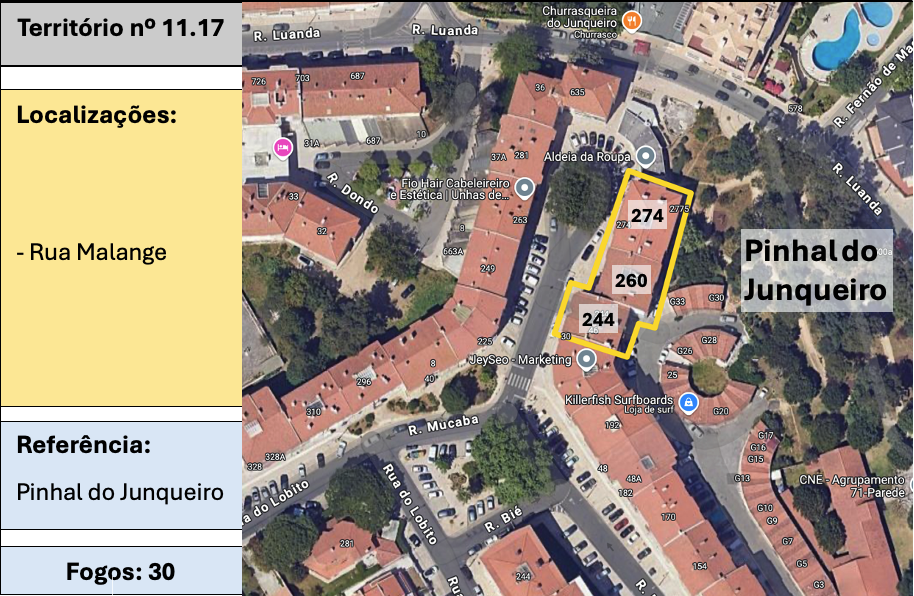 Território nº 11.17
Localizações:
- Rua Malange
Referência:
Pinhal do Junqueiro
Fogos: 30
Churrasqueira
do Junqueiro
Churrasco
R. Luanda
R. Luanda
R. Fernão de Ma
726
703
687
36
635
578
31A
687
10
37A
281
Aldeia da Roupa
R. Luanda
R. Dondo
Fio Hair Cabeleireiro
e Estética | Unhas de...
33
263
274
277S
32
8
663A
249
260
Pinhal do
Junqueiro
G33
G30
244
30
225
G28
G26
JeySeo - Marketing
8
40
296
25
Killerfish Surfboards
Loja de surf
G20
310
R. Mucaba
192
G17
G16
G15
328A
328
48
48A
182
G13
CNE - Agrupamento
71-Parede
a do Lobito
Rua do Lobito
R. Bié
170
G10
G9
281
G7
154
G5
244
G3
Rua
R.